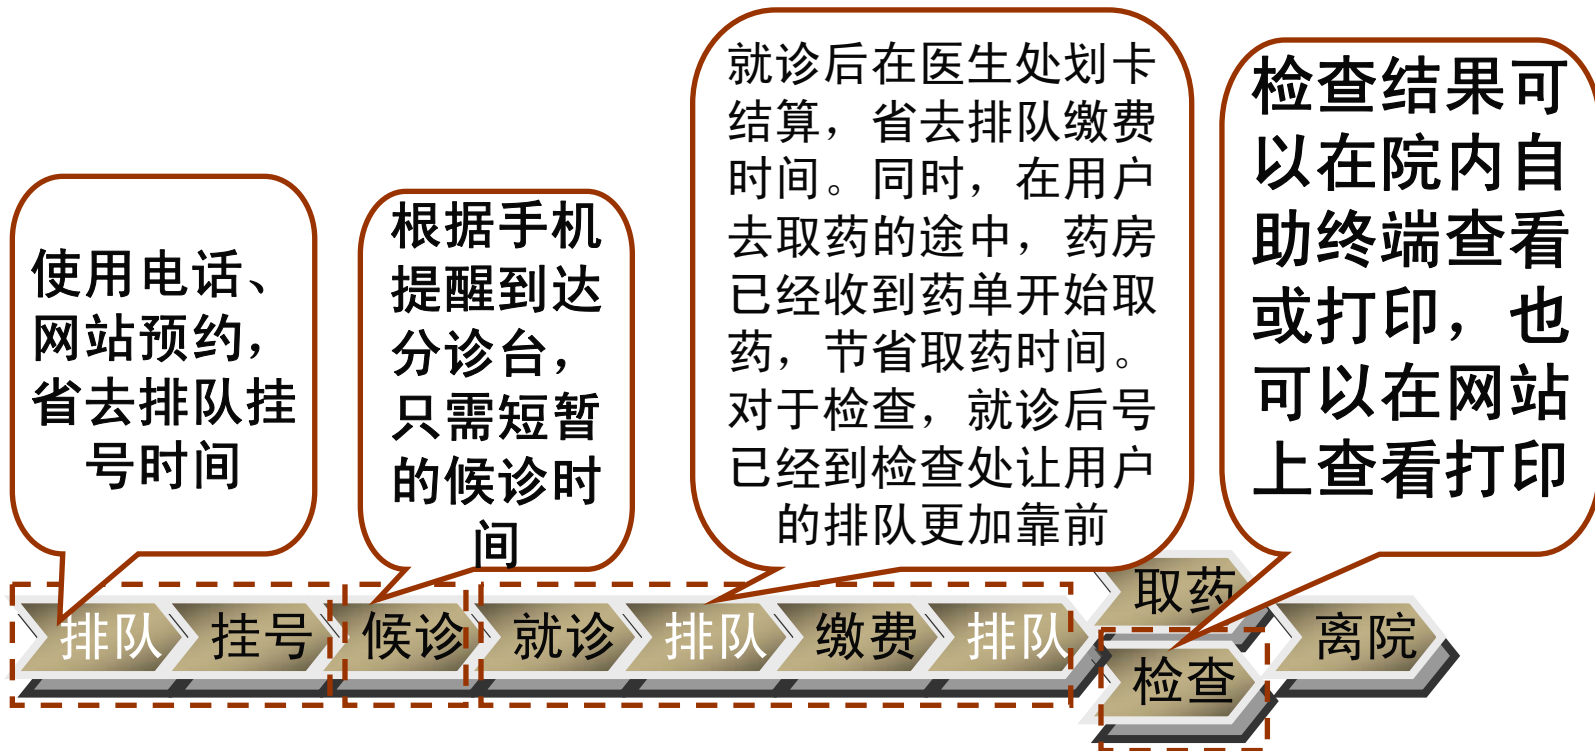 使用电话、
网站预约，
省去排队挂
号时间
根据手机
提醒到达
分诊台，
只需短暂
的候诊时
间
就诊后在医生处划卡
结算，省去排队缴费
时间。同时，在用户
去取药的途中，药房
已经收到药单开始取
药，节省取药时间。
对于检查，就诊后号
已经到检查处让用户
的排队更加靠前
检查结果可
以在院内自
助终端查看
或打印，也
可以在网站
上查看打印
排队
挂号
候诊
就诊
排队
缴费
排队
取药
检查
离院